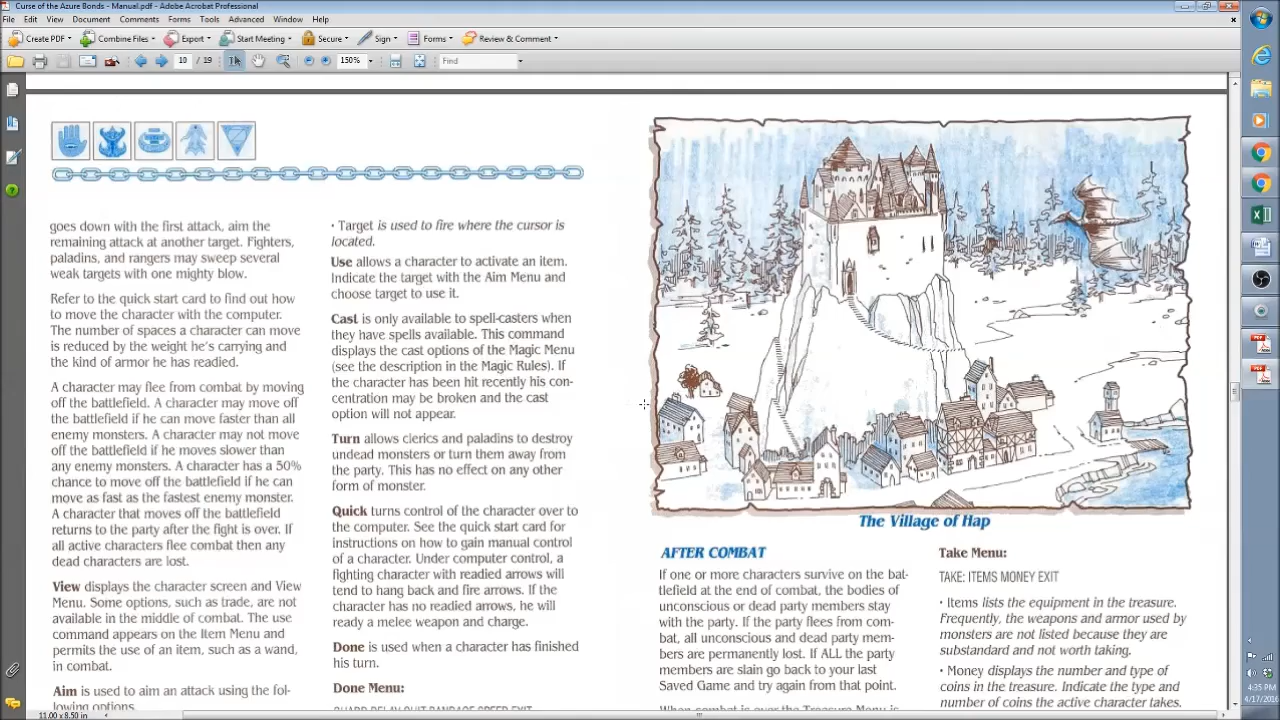 Curse of the Azure Bonds - Manual.pdf - Adobe Acrobat Professional
File Edit View Document Comments Forms Tools Advanced Window Help
Create PDF Combine Files Export Start Meeting Secure Sign Forms Review & Comment
10 / 19 150% Find
goes down with the first attack, aim the
remaining attack at another target. Fighters,
paladins, and rangers may sweep several
weak targets with one mighty blow.
Refer to the quick start card to find out how
to move the character with the computer.
The number of spaces a character can move
is reduced by the weight he's carrying and
the kind of armor he has readied.
A character may flee from combat by moving
off the battlefield. A character may move off
the battlefield if he can move faster than all
enemy monsters. A character may not move
off the battlefield if he moves slower than
any enemy monsters. A character has a 50%
chance to move off the battlefield if he can
move as fast as the fastest enemy monster.
A character that moves off the battlefield
returns to the party after the fight is over. If
all active characters flee combat then any
dead characters are lost.
View displays the character screen and View
Menu. Some options, such as trade, are not
available in the middle of combat. The use
command appears on the Item Menu and
permits the use of an item, such as a wand,
in combat.
Aim is used to aim an attack using the fol-
lowing options.
· Target is used to fire where the cursor is
located.
Use allows a character to activate an item.
Indicate the target with the Aim Menu and
choose target to use it.
Cast is only available to spell-casters when
they have spells available. This command
displays the cast options of the Magic Menu
(see the description in the Magic Rules). If
the character has been hit recently his con-
centration may be broken and the cast
option will not appear.
Turn allows clerics and paladins to destroy
undead monsters or turn them away from
the party. This has no effect on any other
form of monster.
Quick turns control of the character over to
the computer. See the quick start card for
instructions on how to gain manual control
of a character. Under computer control, a
fighting character with readied arrows will
tend to hang back and fire arrows. If the
character has no readied arrows, he will
ready a melee weapon and charge.
Done is used when a character has finished
his turn.
Done Menu:
GUARD DELAY QUIT BANDAGE SPEED EXIT
The Village of Hap
AFTER COMBAT
If one or more characters survive on the bat-
tlefield at the end of combat, the bodies of
unconscious or dead party members stay
with the party. If the party flees from com-
bat, all unconscious and dead party mem-
bers are permanently lost. If ALL the party
members are slain go back to your last
Saved Game and try again from that point.
When combat is over the Treasure Menu is
Take Menu:
TAKE: ITEMS MONEY EXIT
· Items lists the equipment in the treasure.
Frequently, the weapons and armor used by
monsters are not listed because they are
substandard and not worth taking.
· Money displays the number and type of
coins in the treasure. Indicate the type and
number of coins the active character takes.
11.00 x 8.50 in
4:35 PM